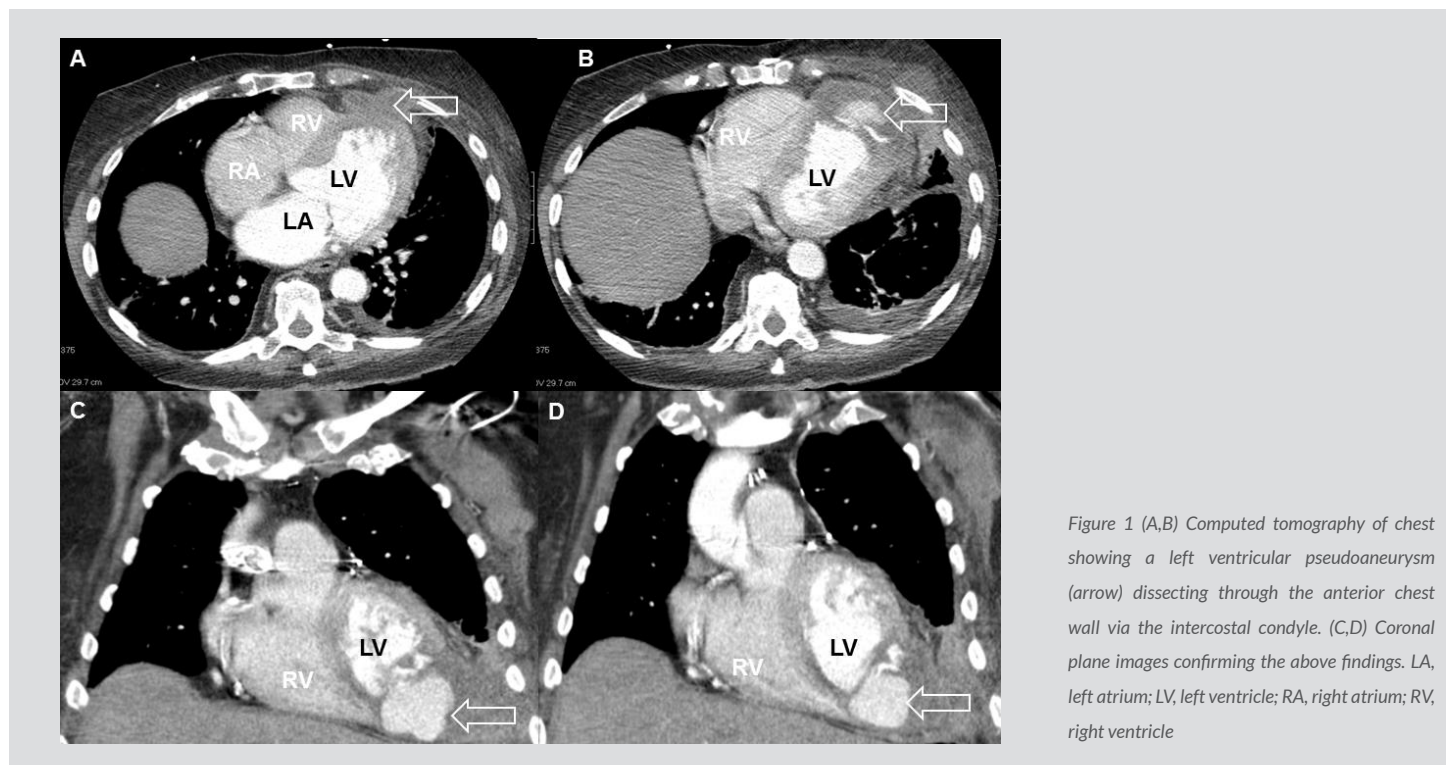 A
B
RV
RA
LV
LA
RV
LV
375
375
V 29.7 cm
V 29.7 cm
C
D
LV
RV
LV
RV
Figure 1 (A,B) Computed tomography of chest
showing a left ventricular pseudoaneurysm
(arrow) dissecting through the anterior chest
wall via the intercostal condyle. (C,D) Coronal
plane images confirming the above findings. LA,
left atrium; LV, left ventricle; RA, right atrium; RV,
right ventricle